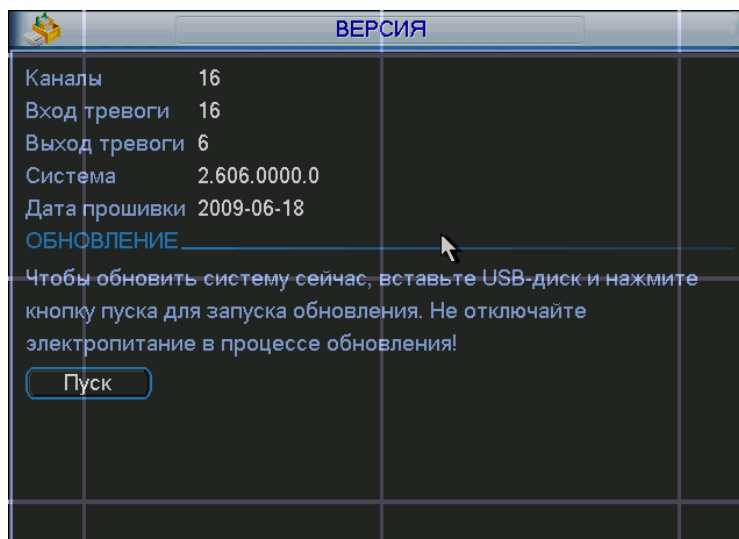 ВЕРСИЯ
Каналы 16
Вход тревоги 16
Выход тревоги 6
Система 2.606.0000.0
Дата прошивки 2009-06-18
ОБНОВЛЕНИЕ
Чтобы обновить систему сейчас, вставьте USB-диск и нажмите
кнопку пуска для запуска обновления. Не отключайте
электропитание в процессе обновления!
Пуск